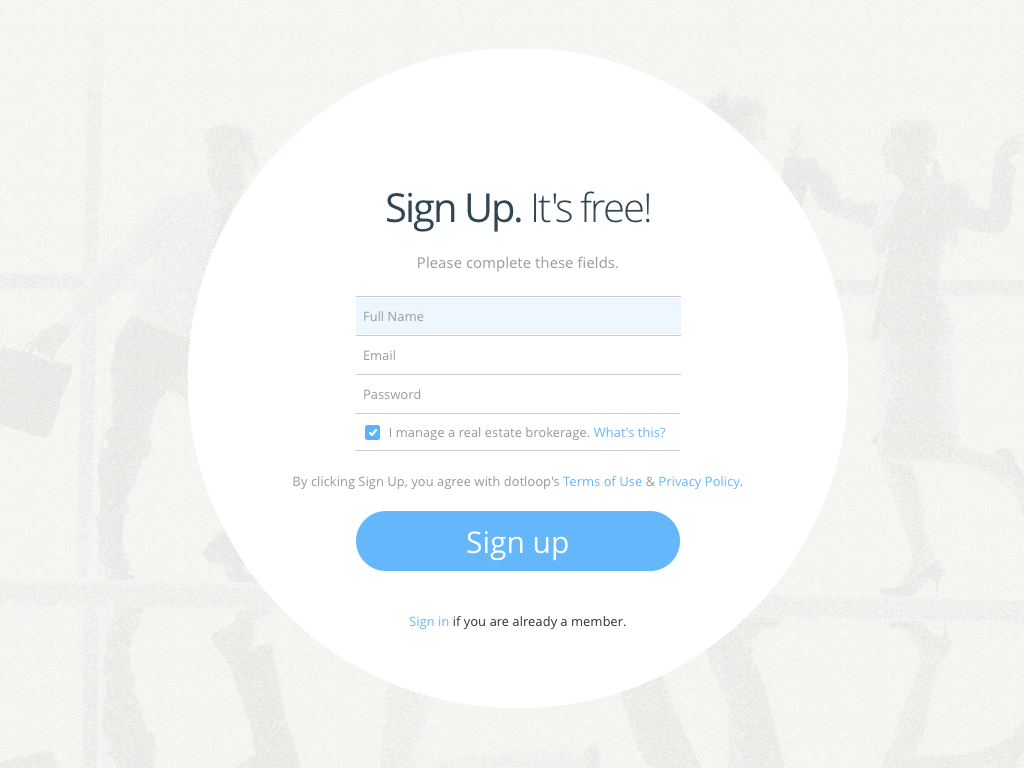 Sign Up. It's free!
Please complete these fields.
Full Name
Email
Password
I manage a real estate brokerage. What's this?
By clicking Sign Up, you agree with dotloop's Terms of Use & Privacy Policy.
Sign up
Sign in if you are already a member.